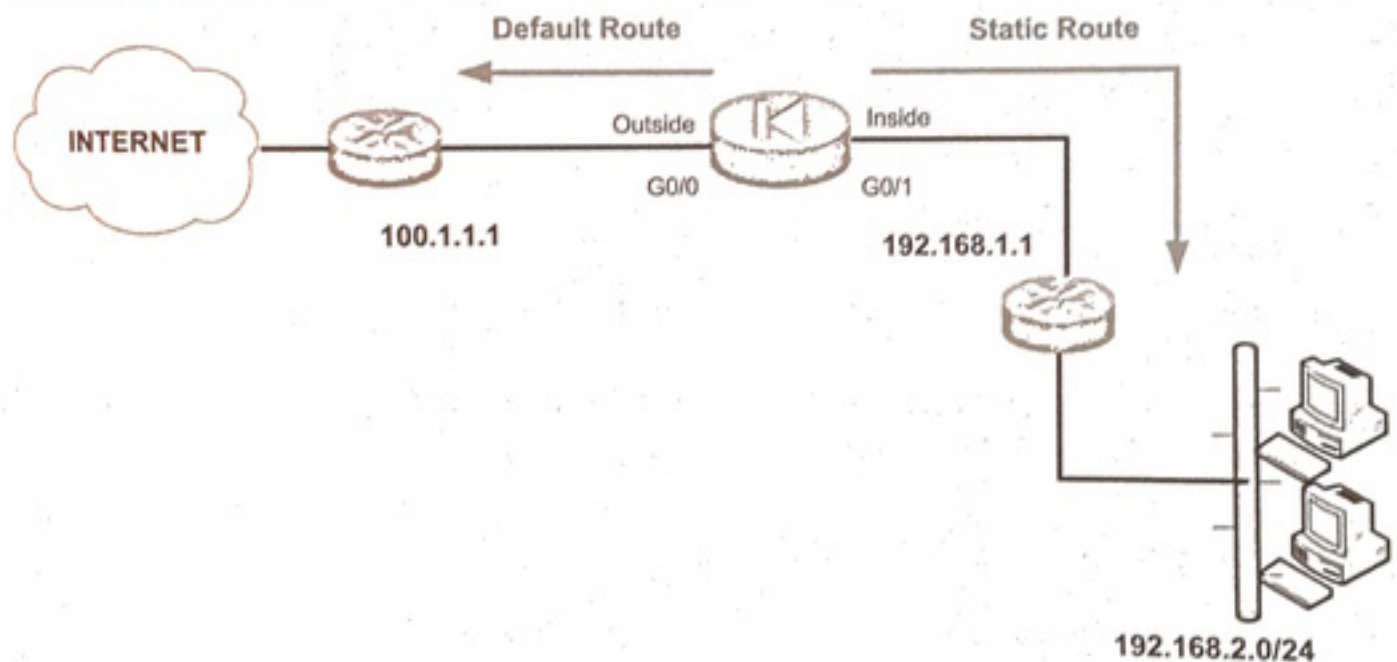 Default Route
Static Route
INTERNET
Outside
Inside
G0/0
G0/1
100.1.1.1
192.168.1.1
192.168.2.0/24